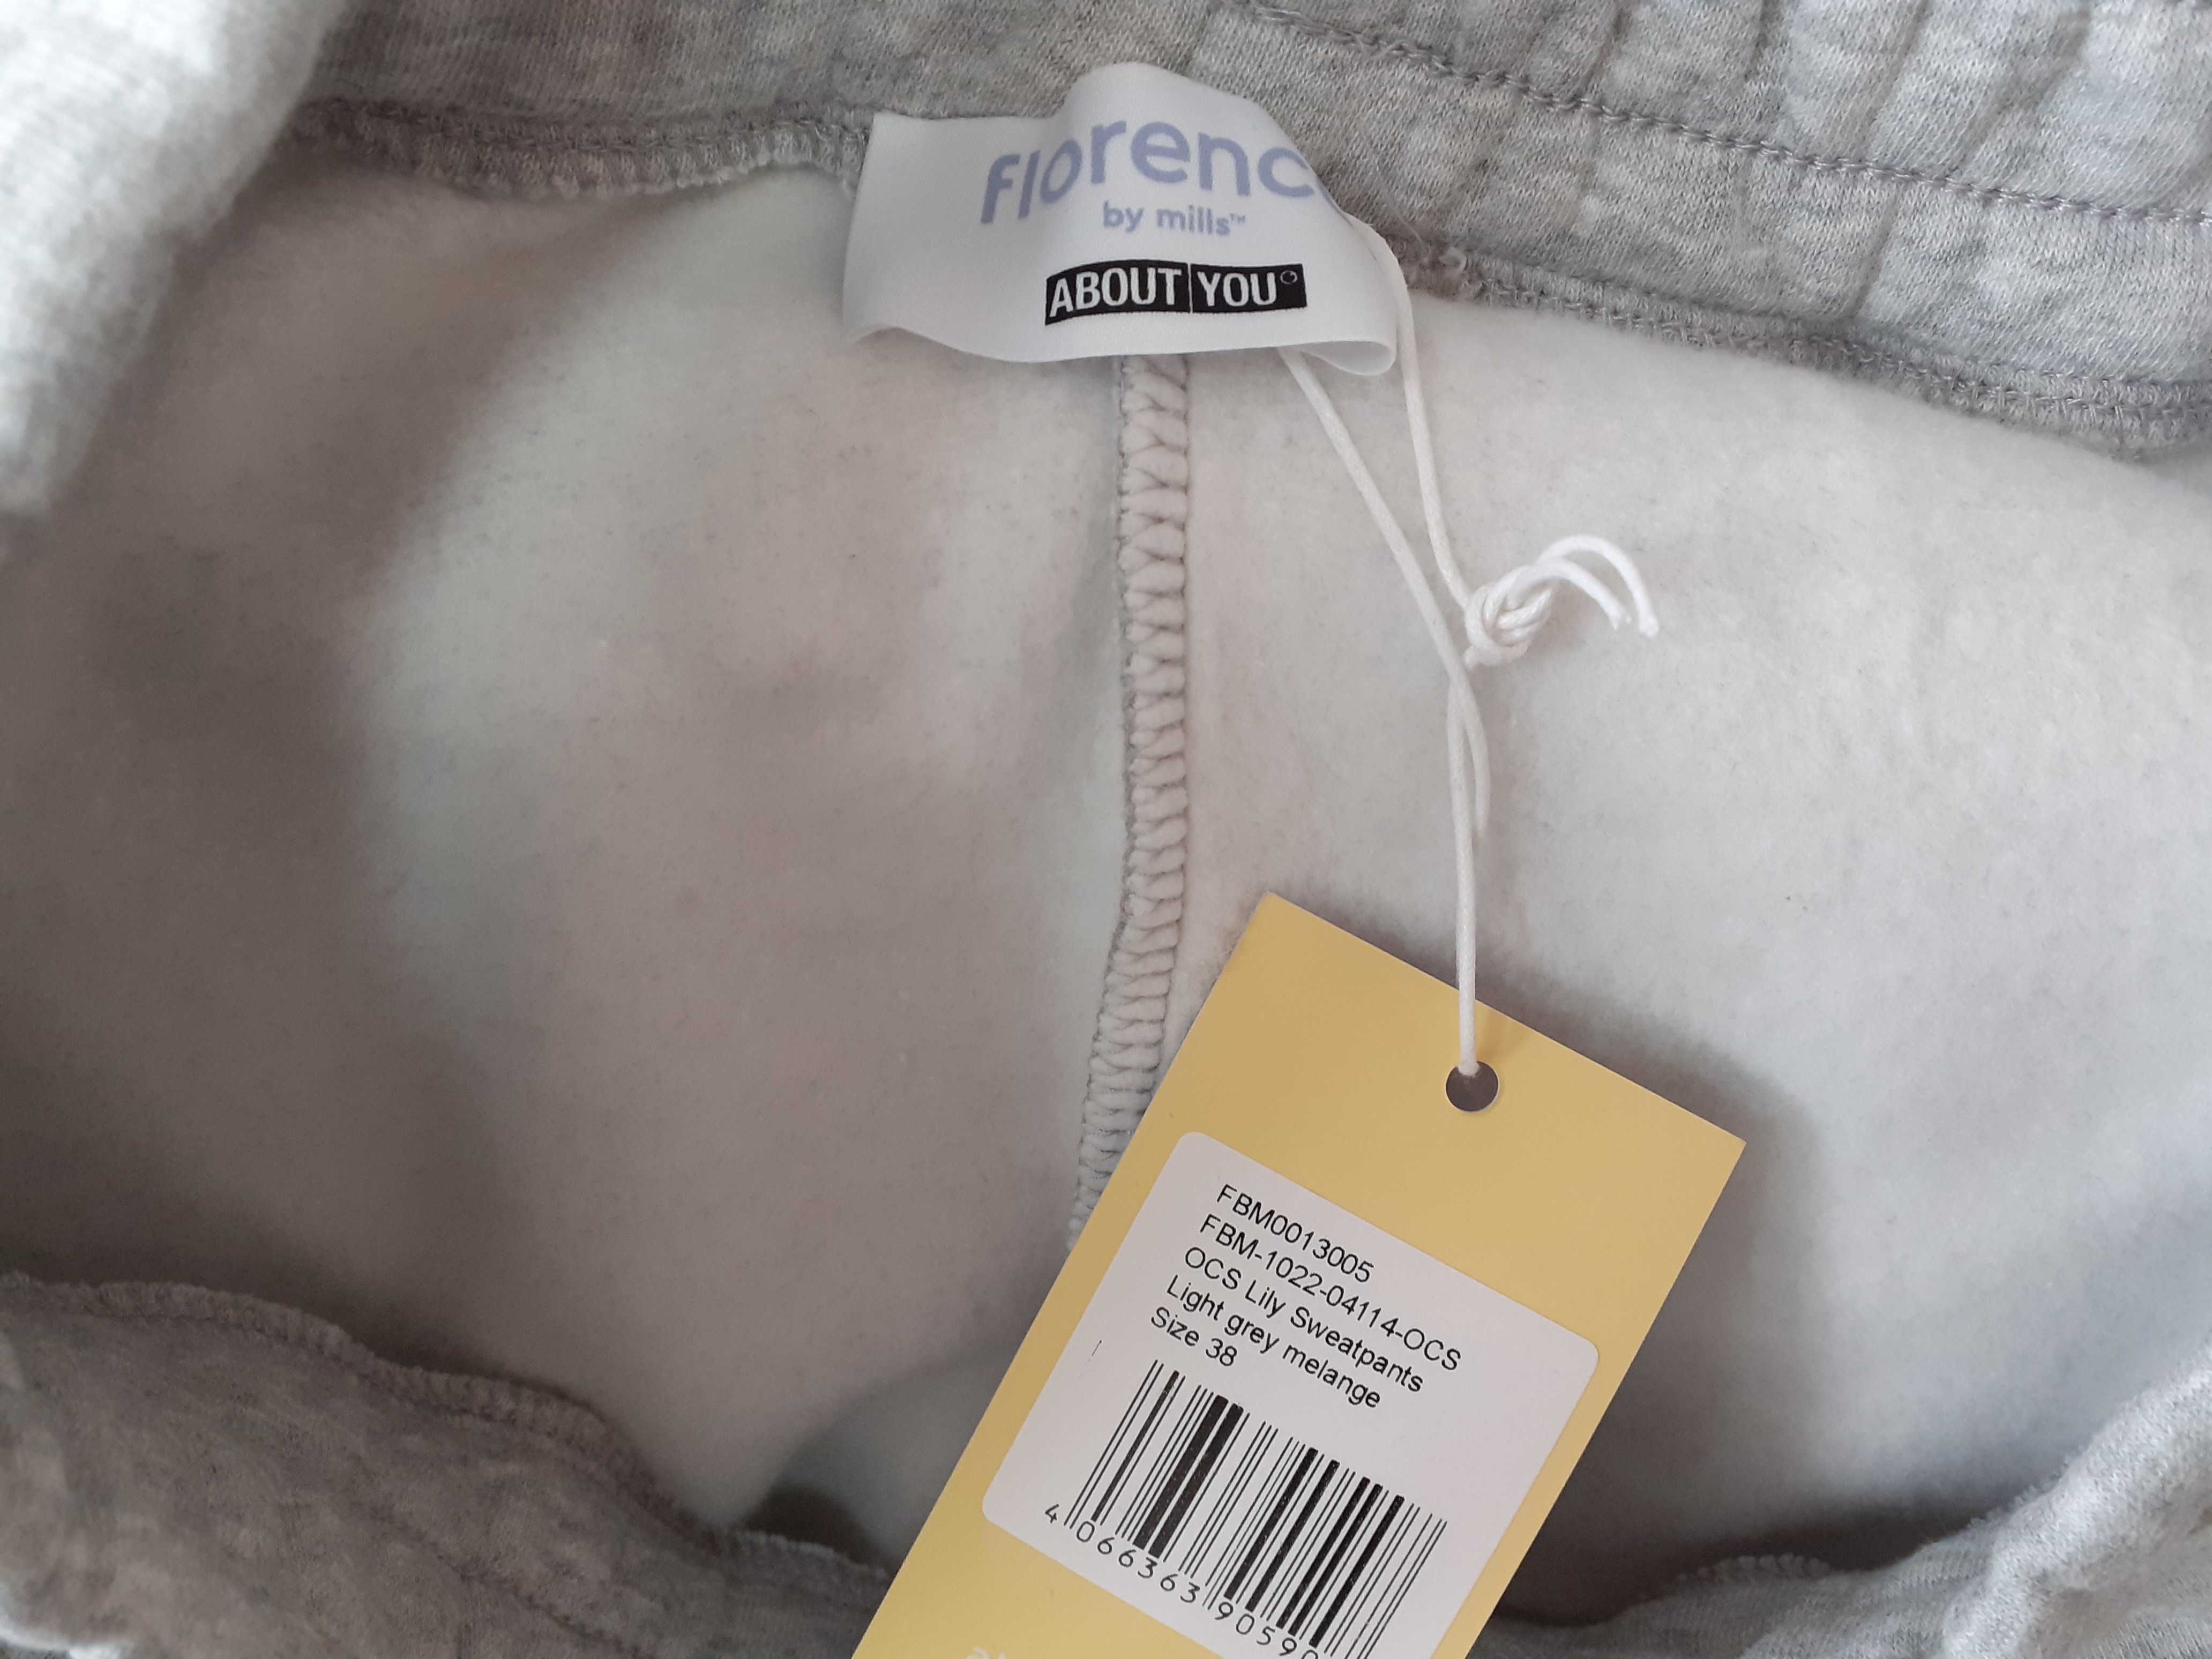 florenc
by mills™
ABOUT YOU
FBM0013005
FBM-1022-04114-OCS
OCS Lily Sweatpants
Light grey melange
Size 38
4 066363 90590